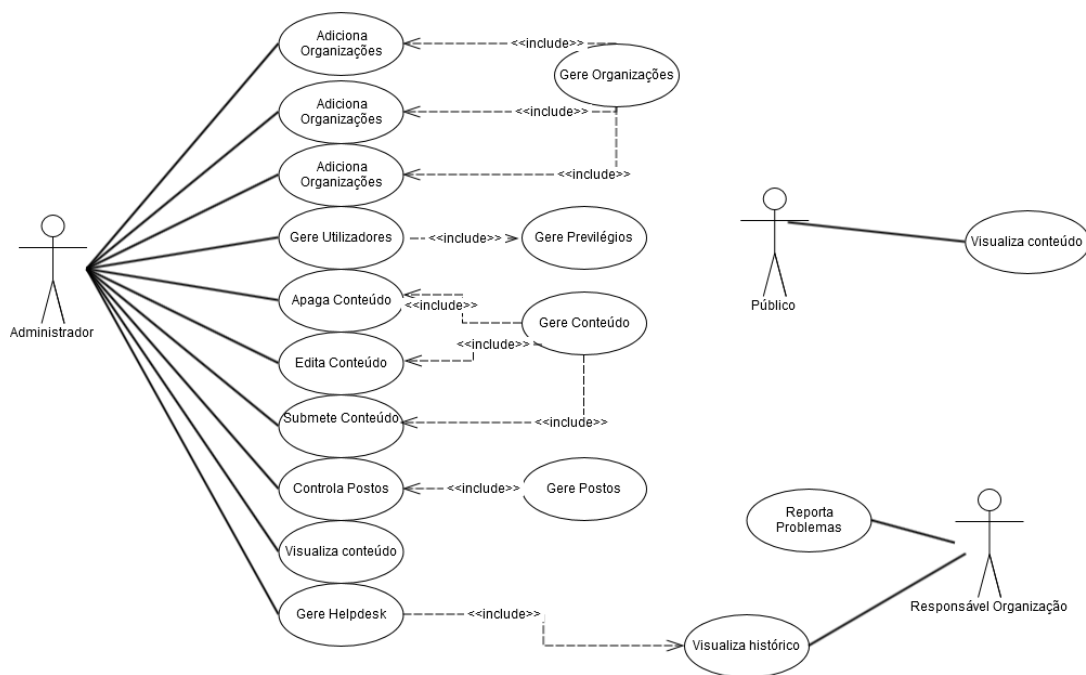 Adiciona
Organizações
<<include>>
Gere Organizações
Adiciona
Organizações
<<include>>
Adiciona
Organizações
<<include>>
Gere Utilizadores
<<include>>
Gere Previlégios
Visualiza conteúdo
Público
Administrador
Apaga Conteúdo
<<include>>
Gere Conteúdo
<<include>>
Edita Conteúdo
Submete Conteúdo
<<include>>
Controla Postos
<<include>>
Gere Postos
Reporta
Problemas
Visualiza conteúdo
Responsável Organização
Gere Helpdesk
<<include>>
Visualiza histórico